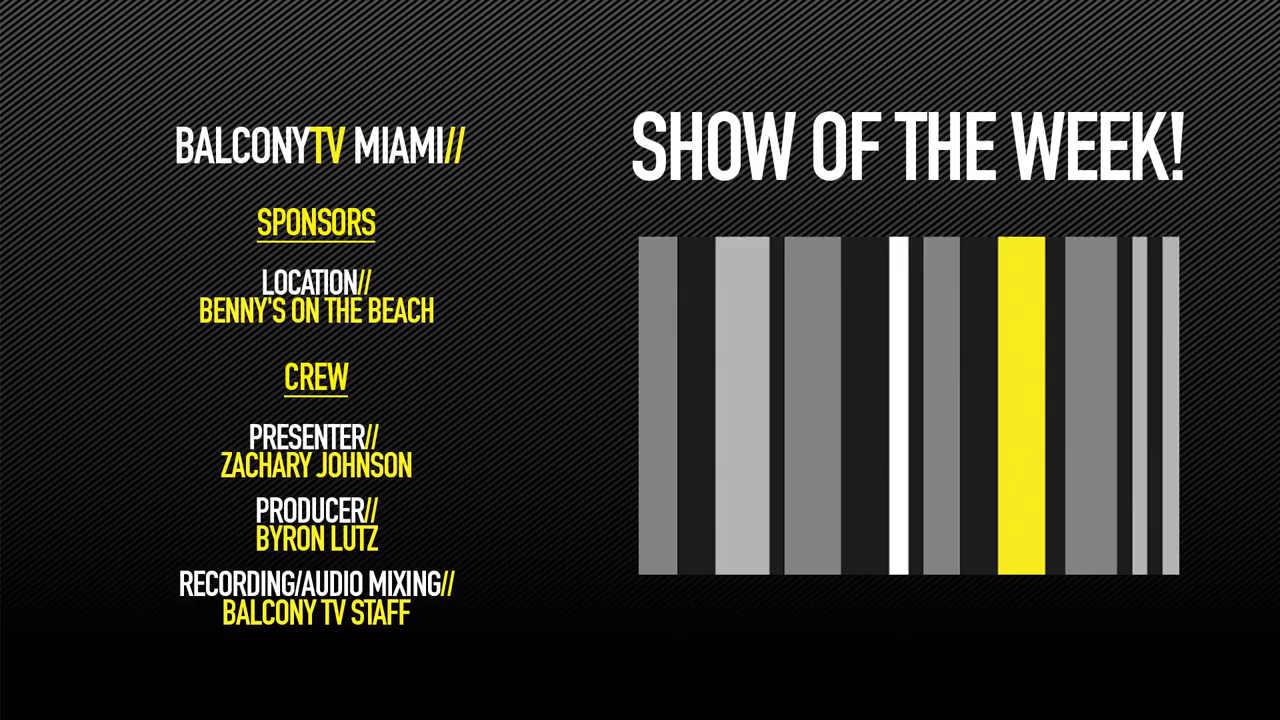 BALCONYTV MIAMI//
SPONSORS
LOCATION//
BENNY'S ON THE BEACH
CREW
PRESENTER//
ZACHARY JOHNSON
PRODUCER//
BYRON LUTZ
RECORDING/AUDIO MIXING//
BALCONY TV STAFF
SHOW OF THE WEEK!